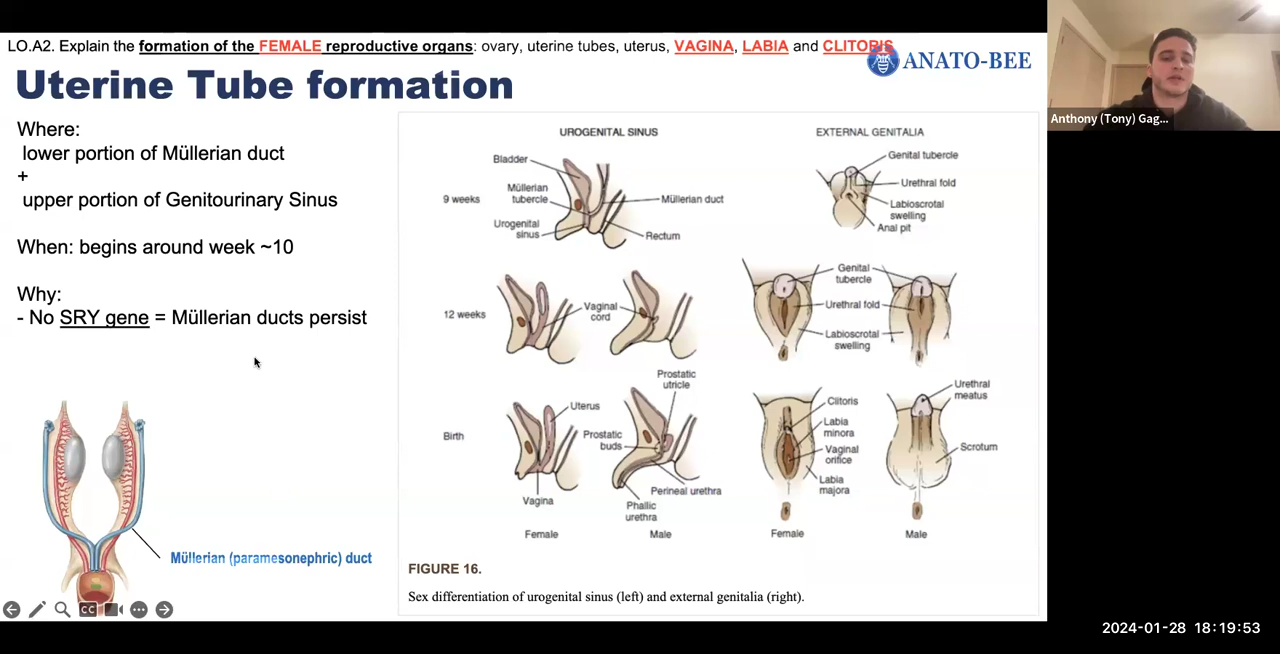 LO.A2. Explain the formation of the FEMALE reproductive organs: ovary, uterine tubes, uterus, VAGINA, LABIA and CLITORIS
ANATO-BEE
Uterine Tube formation
Where:
lower portion of Müllerian duct
+
upper portion of Genitourinary Sinus
When: begins around week ~10
Why:
- No SRY gene = Müllerian ducts persist
Müllerian (paramesonephric) duct
UROGENITAL SINUS
EXTERNAL GENITALIA
9 weeks
Bladder
Müllerian
tubercle
Urogenital
sinus
Müllerian duct
Rectum
Genital tubercle
Urethral fold
Labioscrotal
swelling
Anal pit
12 weeks
Vaginal
cord
Genital
tubercle
Urethral fold
Labioscrotal
swelling
Birth
Uterus
Vagina
Prostatic
utricle
Prostatic
buds
Perineal urethra
Phallic
urethra
Clitoris
Labia
minora
Vaginal
orifice
Labia
majora
Urethral
meatus
Scrotum
Female
Male
Female
Male
FIGURE 16.
Sex differentiation of urogenital sinus (left) and external genitalia (right).
CC
Anthony (Tony) Gag...
2024-01-28 18:19:53